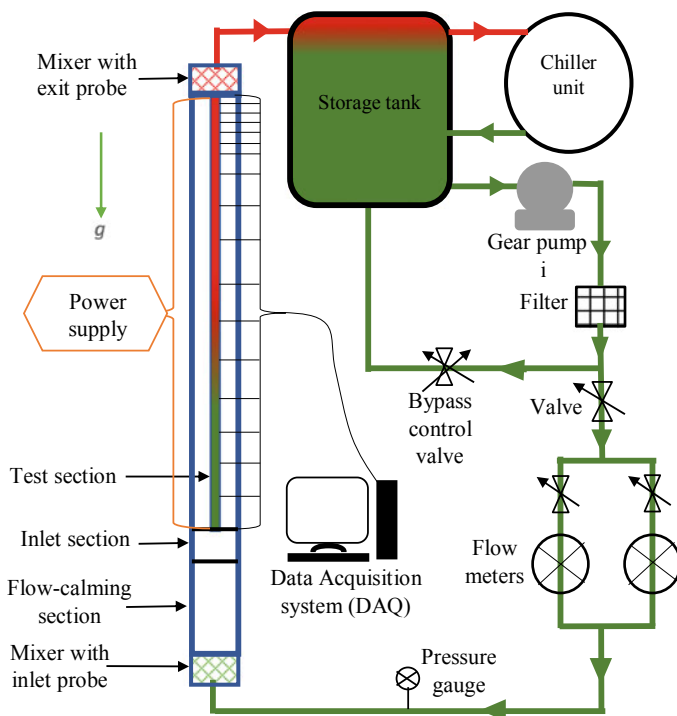 Mixer with
exit probe
g
Power
supply
Test section
Inlet section
Flow-calming
section
Mixer with
inlet probe
Storage tank
Chiller
unit
Gear pump
i
Filter
Bypass
control
valve
Valve
Data Acquisition
system (DAQ)
Flow
meters
Pressure
gauge